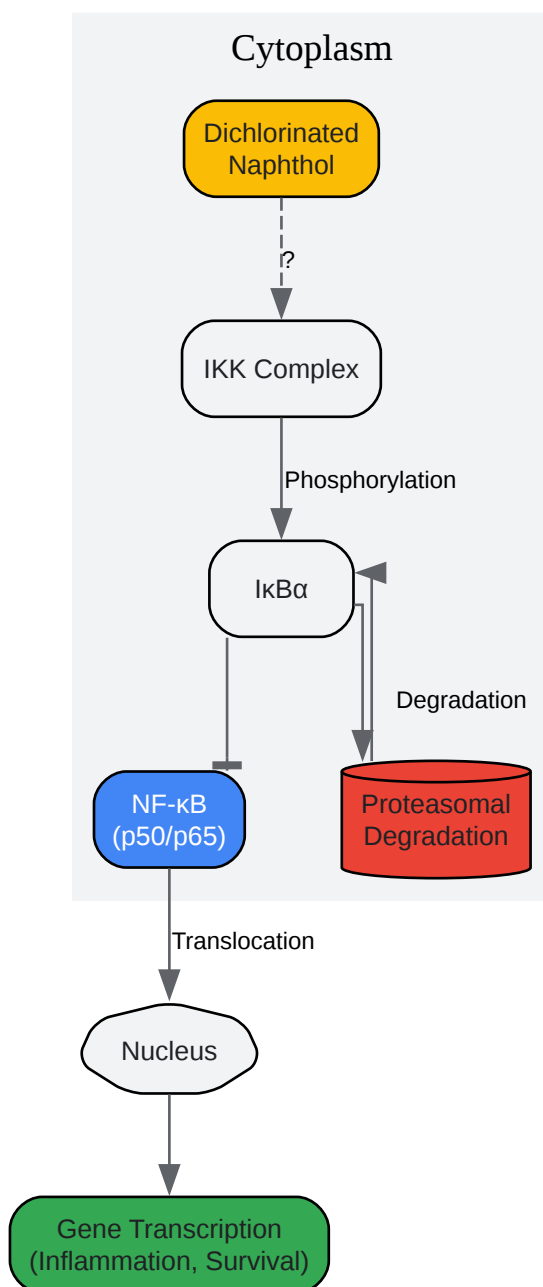 Cytoplasm
Dichlorinated
Naphthol
?
IKK Complex
Phosphorylation
IκBα
Degradation
NF-κB
(p50/p65)
Proteasomal
Degradation
Translocation
Nucleus
Gene Transcription
(Inflammation, Survival)